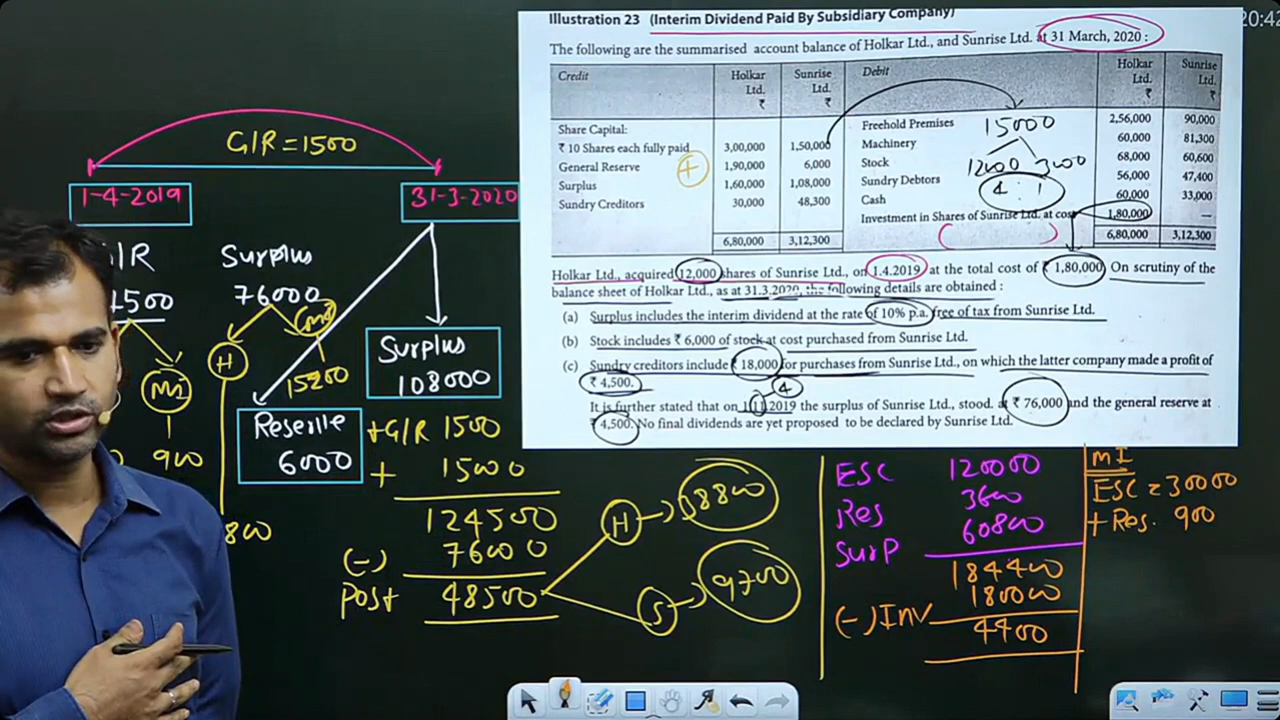 20:42
Illustration 23 (Interim Dividend Paid By Subsidiary Company)
The following are the summarised account balance of Holkar Ltd., and Sunrise Ltd. at 31 March, 2020 :
Credit Holkar Ltd. ₹ Sunrise Ltd. ₹ Debit Holkar Ltd. ₹ Sunrise Ltd. ₹
Share Capital: Freehold Premises 2,56,000 90,000
₹ 10 Shares each fully paid 3,00,000 1,50,000 Machinery 60,000 81,300
General Reserve 1,90,000 6,000 Stock 68,000 60,600
Surplus 1,60,000 1,08,000 Sundry Debtors 56,000 47,400
Sundry Creditors 30,000 48,300 Cash 60,000 33,000
Investment in Shares of Sunrise Ltd. at cost 1,80,000 —
6,80,000 3,12,300 6,80,000 3,12,300
15000
12000 3000
4 : 1
Holkar Ltd., acquired 12,000 shares of Sunrise Ltd., on 1.4.2019 at the total cost of ₹ 1,80,000. On scrutiny of the
balance sheet of Holkar Ltd., as at 31.3.2020, the following details are obtained :
(a) Surplus includes the interim dividend at the rate of 10% p.a. free of tax from Sunrise Ltd.
(b) Stock includes ₹ 6,000 of stock at cost purchased from Sunrise Ltd.
(c) Sundry creditors include ₹ 18,000 for purchases from Sunrise Ltd., on which the latter company made a profit of
₹ 4,500.
4
It is further stated that on 2019 the surplus of Sunrise Ltd., stood at ₹ 76,000 and the general reserve at
₹ 4,500. No final dividends are yet proposed to be declared by Sunrise Ltd.
G/R = 1500
1-4-2019 31-3-2020
/R Surplus
4500 76000
H MI
MI 15200
900
800
Surplus
108000
Reserve
6000
+G/R 1500
+ 15000
124500
(-) 76000
Post 48500
H 38800
S 9700
ESC 120000
Res 3600
Surp 60800
184400
(-) Inv 180000
4400
MI
ESC = 30000
+ Res. 900